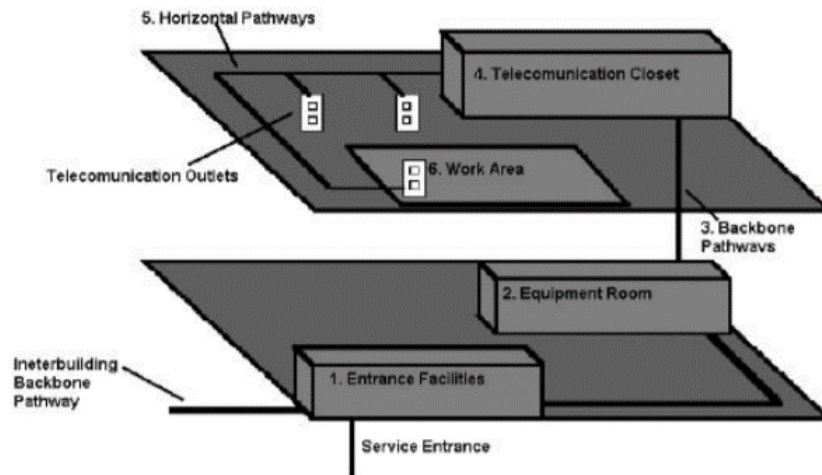 5. Horizontal Pathways
4. Telecomunication Closet
Telecomunication Outlets
6. Work Area
3. Backbone
Pathways
2. Equipment Room
Ineterbuilding
Backbone
Pathway
1. Entrance Facilities
Service Entrance